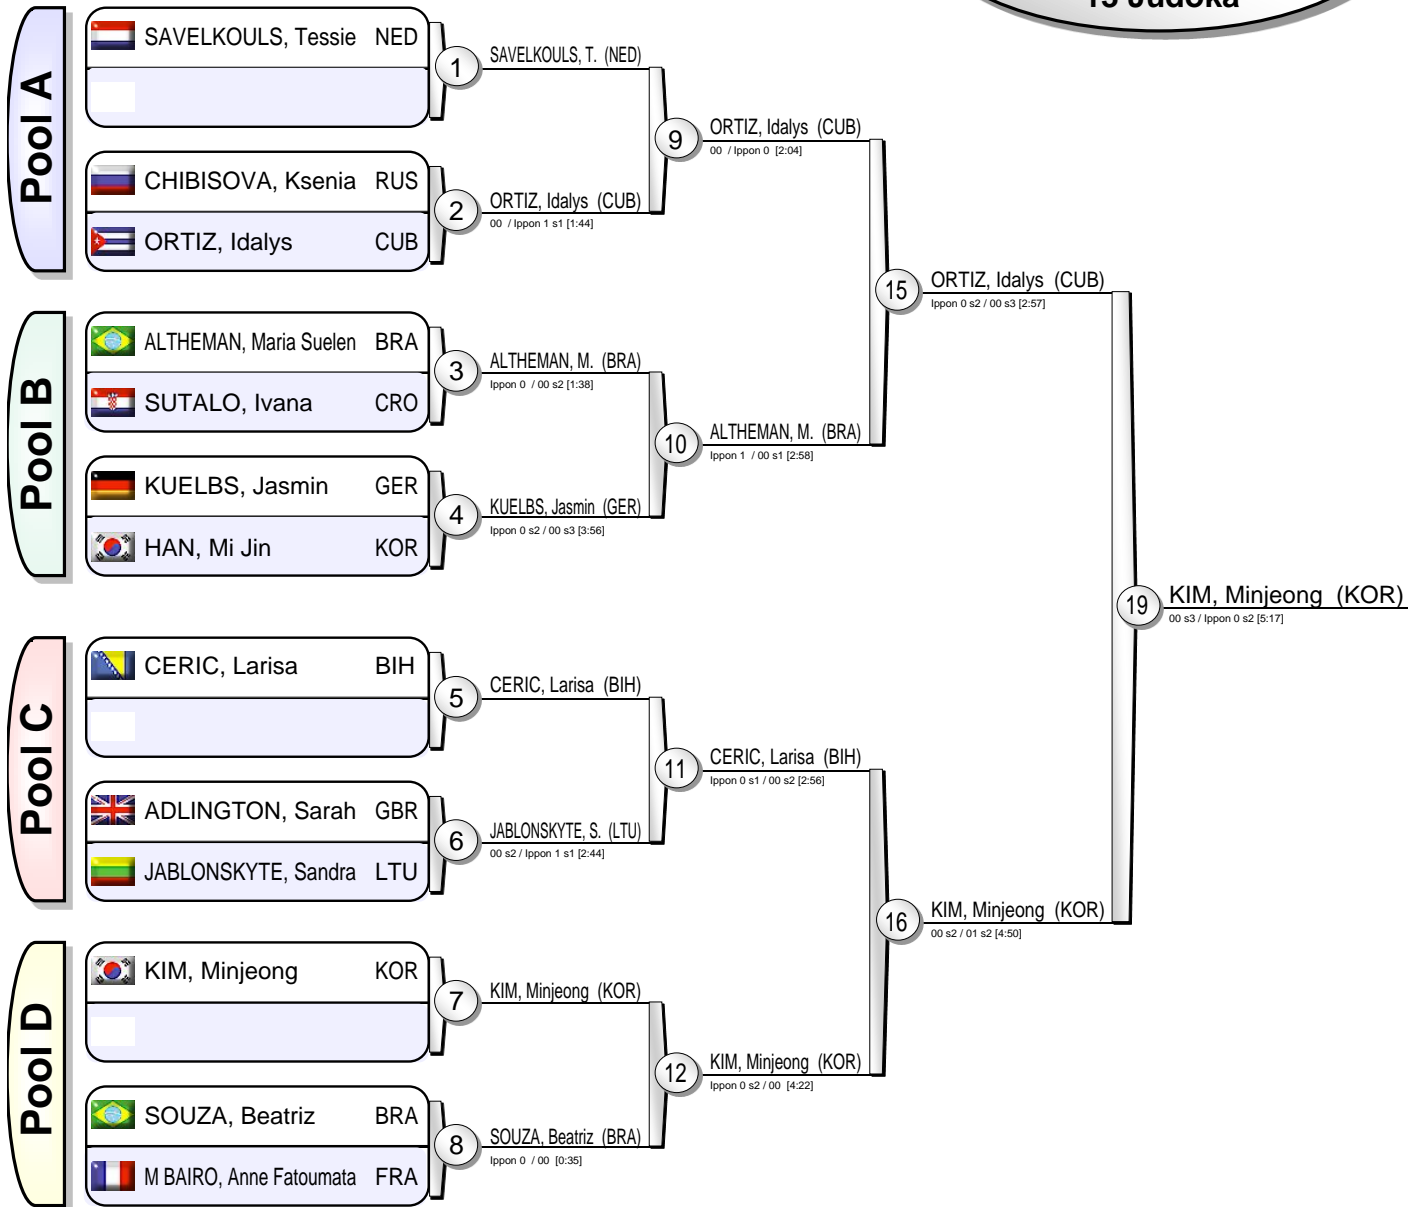 13 Judoka
Pool A
SAVELKOULS, Tessie NED
CHIBISOVA, Ksenia RUS
ORTIZ, Idalys CUB
Pool B
ALTHEMAN, Maria Suelen BRA
SUTALO, Ivana CRO
KUELBS, Jasmin GER
HAN, Mi Jin KOR
Pool C
CERIC, Larisa BIH
ADLINGTON, Sarah GBR
JABLONSKYTE, Sandra LTU
Pool D
KIM, Minjeong KOR
SOUZA, Beatriz BRA
M BAIRO, Anne Fatoumata FRA
1
SAVELKOULS, T. (NED)
2
ORTIZ, Idalys (CUB)
00 / Ippon 1 s1 [1:44]
3
ALTHEMAN, M. (BRA)
Ippon 0 / 00 s2 [1:38]
4
KUELBS, Jasmin (GER)
Ippon 0 s2 / 00 s3 [3:56]
5
CERIC, Larisa (BIH)
6
JABLONSKYTE, S. (LTU)
00 s2 / Ippon 1 s1 [2:44]
7
KIM, Minjeong (KOR)
8
SOUZA, Beatriz (BRA)
Ippon 0 / 00 [0:35]
9
ORTIZ, Idalys (CUB)
00 / Ippon 0 [2:04]
10
ALTHEMAN, M. (BRA)
Ippon 1 / 00 s1 [2:58]
11
CERIC, Larisa (BIH)
Ippon 0 s1 / 00 s2 [2:56]
12
KIM, Minjeong (KOR)
Ippon 0 s2 / 00 [4:22]
15
ORTIZ, Idalys (CUB)
Ippon 0 s2 / 00 s3 [2:57]
16
KIM, Minjeong (KOR)
00 s2 / 01 s2 [4:50]
19
KIM, Minjeong (KOR)
00 s3 / Ippon 0 s2 [5:17]